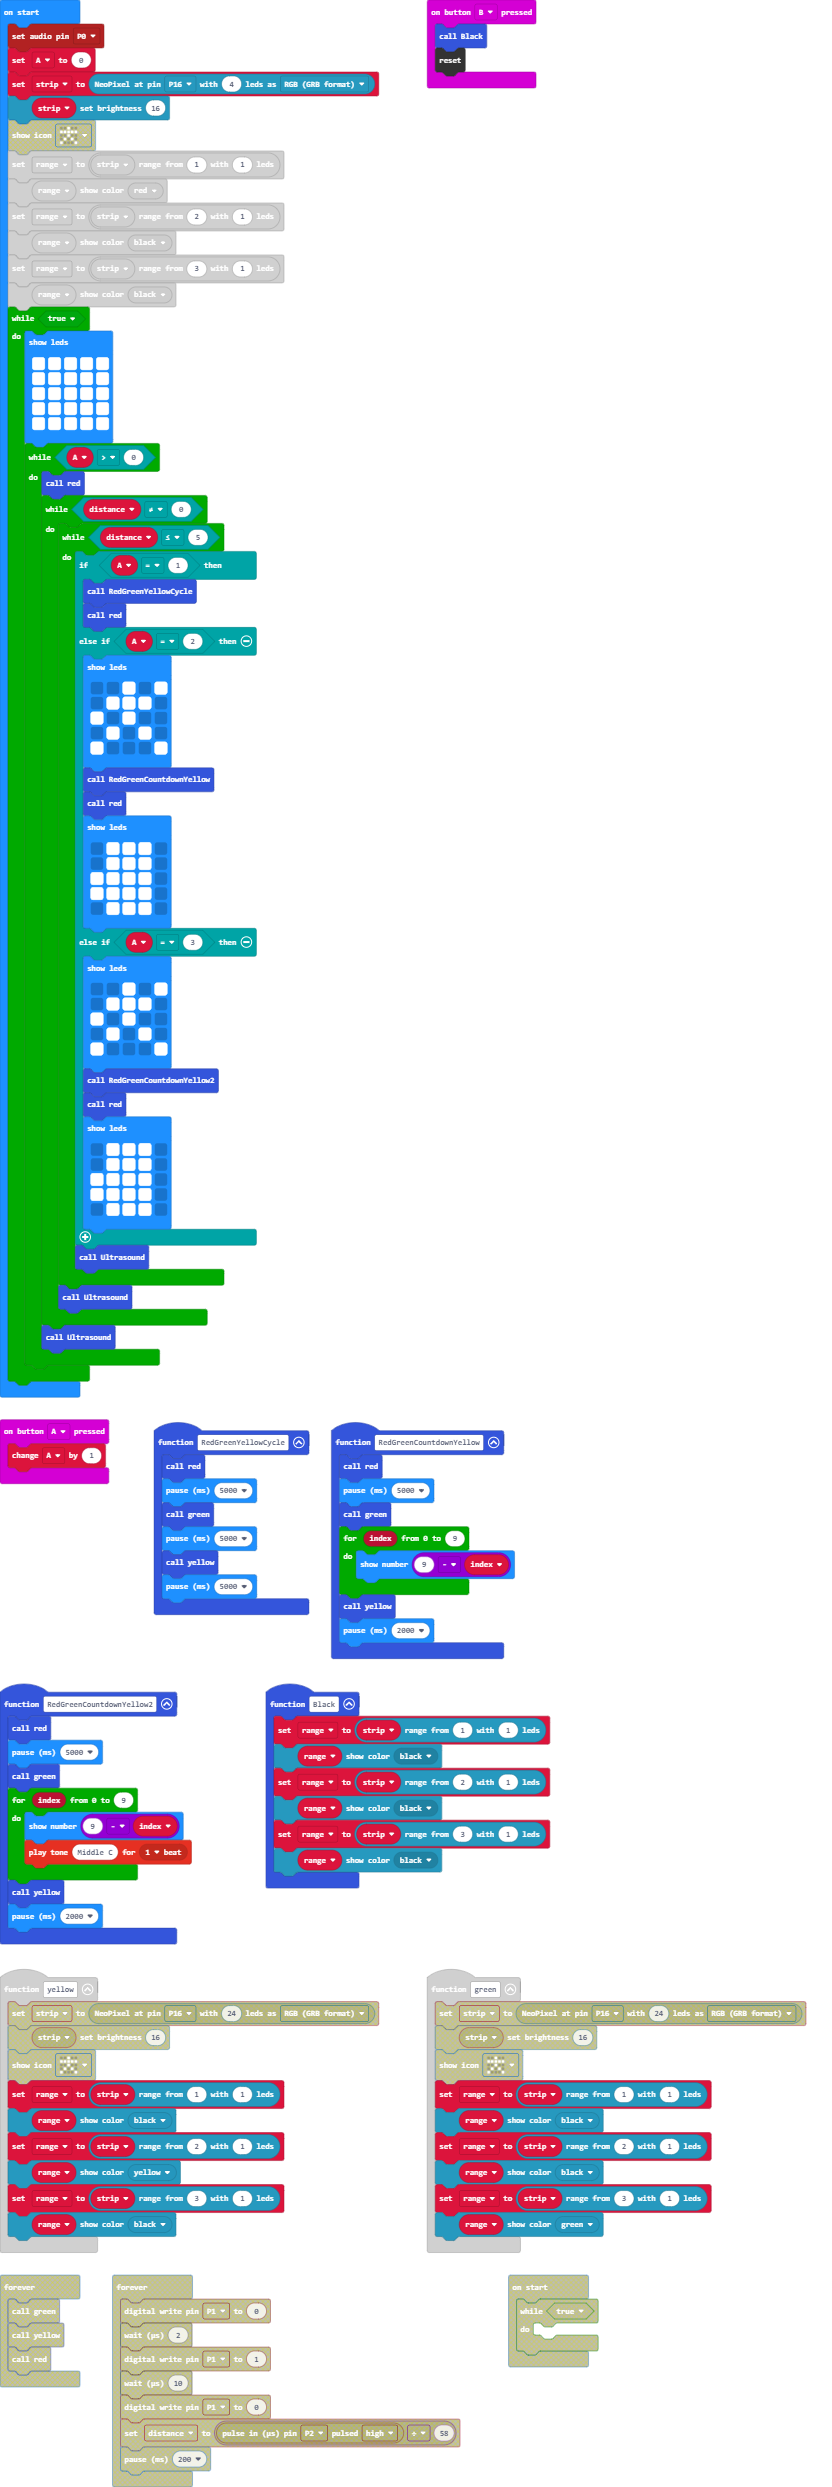 on start
set audio pin P0
set A to 0
set strip to NeoPixel at pin P16 with 4 leds as RGB (GRB format)
strip set brightness 16
show icon
set range to strip range from 1 with 1 leds
range show color red
set range to strip range from 2 with 1 leds
range show color black
set range to strip range from 3 with 1 leds
range show color black
while true
do
show leds
while A > 0
do
call red
while distance ≠ 0
do
while distance ≤ 5
do
if A = 1 then
call RedGreenYellowCycle
call red
else if A = 2 then
show leds
call RedGreenCountdownYellow
call red
show leds
else if A = 3 then
show leds
call RedGreenCountdownYellow2
call red
show leds
call Ultrasound
call Ultrasound
call Ultrasound
on button B pressed
call Black
reset
on button A pressed
change A by 1
function RedGreenYellowCycle
call red
pause (ms) 5000
call green
pause (ms) 5000
call yellow
pause (ms) 5000
function RedGreenCountdownYellow
call red
pause (ms) 5000
call green
for index from 0 to 9
do
show number 9 - index
call yellow
pause (ms) 2000
function RedGreenCountdownYellow2
call red
pause (ms) 5000
call green
for index from 0 to 9
do
show number 9 - index
play tone Middle C for 1 beat
call yellow
pause (ms) 2000
function Black
set range to strip range from 1 with 1 leds
range show color black
set range to strip range from 2 with 1 leds
range show color black
set range to strip range from 3 with 1 leds
range show color black
function yellow
set strip to NeoPixel at pin P16 with 24 leds as RGB (GRB format)
strip set brightness 16
show icon
set range to strip range from 1 with 1 leds
range show color black
set range to strip range from 2 with 1 leds
range show color yellow
set range to strip range from 3 with 1 leds
range show color black
function green
set strip to NeoPixel at pin P16 with 24 leds as RGB (GRB format)
strip set brightness 16
show icon
set range to strip range from 1 with 1 leds
range show color black
set range to strip range from 2 with 1 leds
range show color black
set range to strip range from 3 with 1 leds
range show color green
forever
call green
call yellow
call red
forever
digital write pin P1 to 0
wait (µs) 2
digital write pin P1 to 1
wait (µs) 10
digital write pin P1 to 0
set distance to pulse in (µs) pin P2 pulsed high ÷ 58
pause (ms) 200
on start
while true
do